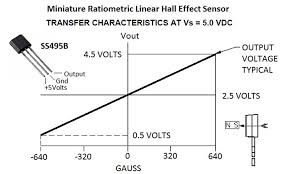 Miniature Ratiometric Linear Hall Effect Sensor
TRANSFER CHARACTERISTICS AT Vs = 5.0 VDC
SS495B
Vout
Output
Gnd
+5Volts
4.5 VOLTS
OUTPUT
VOLTAGE
TYPICAL
2.5 VOLTS
0.5 VOLTS
N S
-640
-320
0
320
640
GAUSS